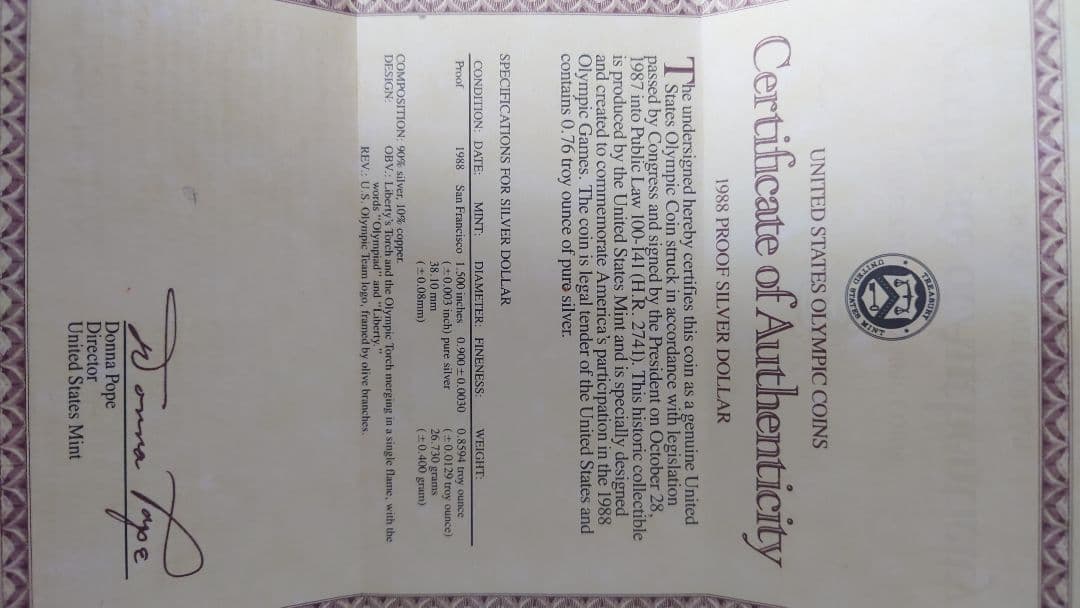 TREASURY
UNITED STATES MINT
UNITED STATES OLYMPIC COINS
Certificate of Authenticity
1988 PROOF SILVER DOLLAR
The undersigned hereby certifies this coin as a genuine United
States Olympic Coin struck in accordance with legislation
passed by Congress and signed by the President on October 28,
1987 into Public Law 100-141 (H.R. 2741). This historic collectible
is produced by the United States Mint and is specially designed
and created to commemorate America's participation in the 1988
Olympic Games. The coin is legal tender of the United States and
contains 0.76 troy ounce of pure silver.
SPECIFICATIONS FOR SILVER DOLLAR
CONDITION: DATE: MINT: DIAMETER: FINENESS: WEIGHT:
Proof 1988 San Francisco 1.500 inches 0.900±0.0030 0.8594 troy ounce
(±0.003 inch) pure silver (±0.0129 troy ounce)
38.10 mm 26.730 grams
(±0.08mm) (±0.400 gram)
COMPOSITION: 90% silver, 10% copper.
DESIGN: OBV.: Liberty's Torch and the Olympic Torch merging in a single flame, with the
words "Olympiad" and "Liberty."
REV.: U.S. Olympic Team logo, framed by olive branches.
Donna Pope
Donna Pope
Director
United States Mint